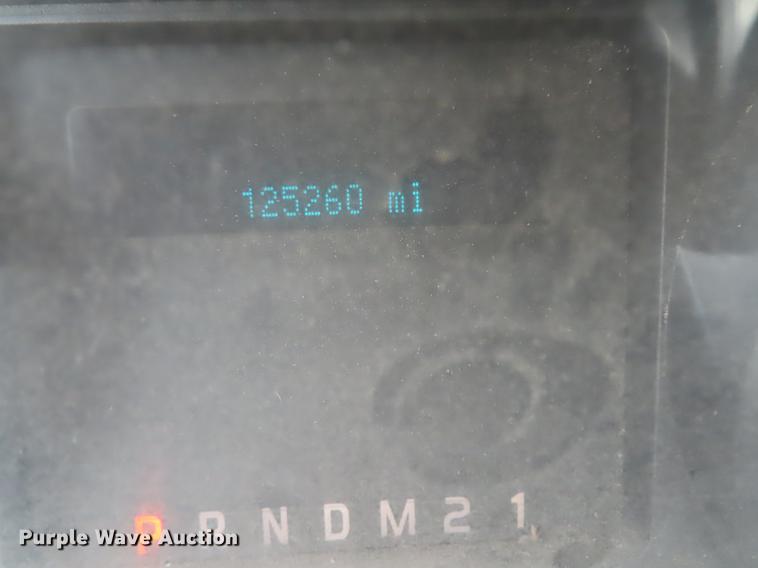 125260 mi
P R N D M 2 1
Purple Wave Auction